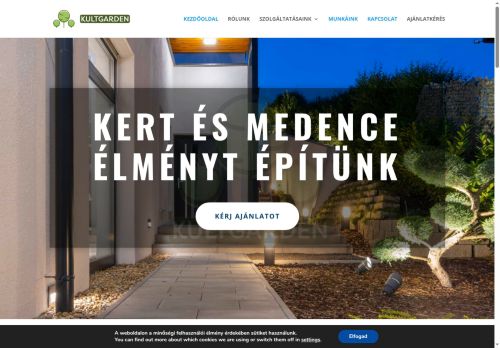 KULTGARDEN
KEZDŐOLDAL RÓLUNK SZOLGÁLTATÁSAINK MUNKÁINK KAPCSOLAT AJÁNLATKÉRÉS
KERT ÉS MEDENCE
ÉLMÉNYT ÉPÍTÜNK
KÉRJ AJÁNLATOT
KULTGARDEN
A weboldalon a minőségi felhasználói élmény érdekében sütiket használunk.
You can find out more about which cookies we are using or switch them off in settings.
Elfogad